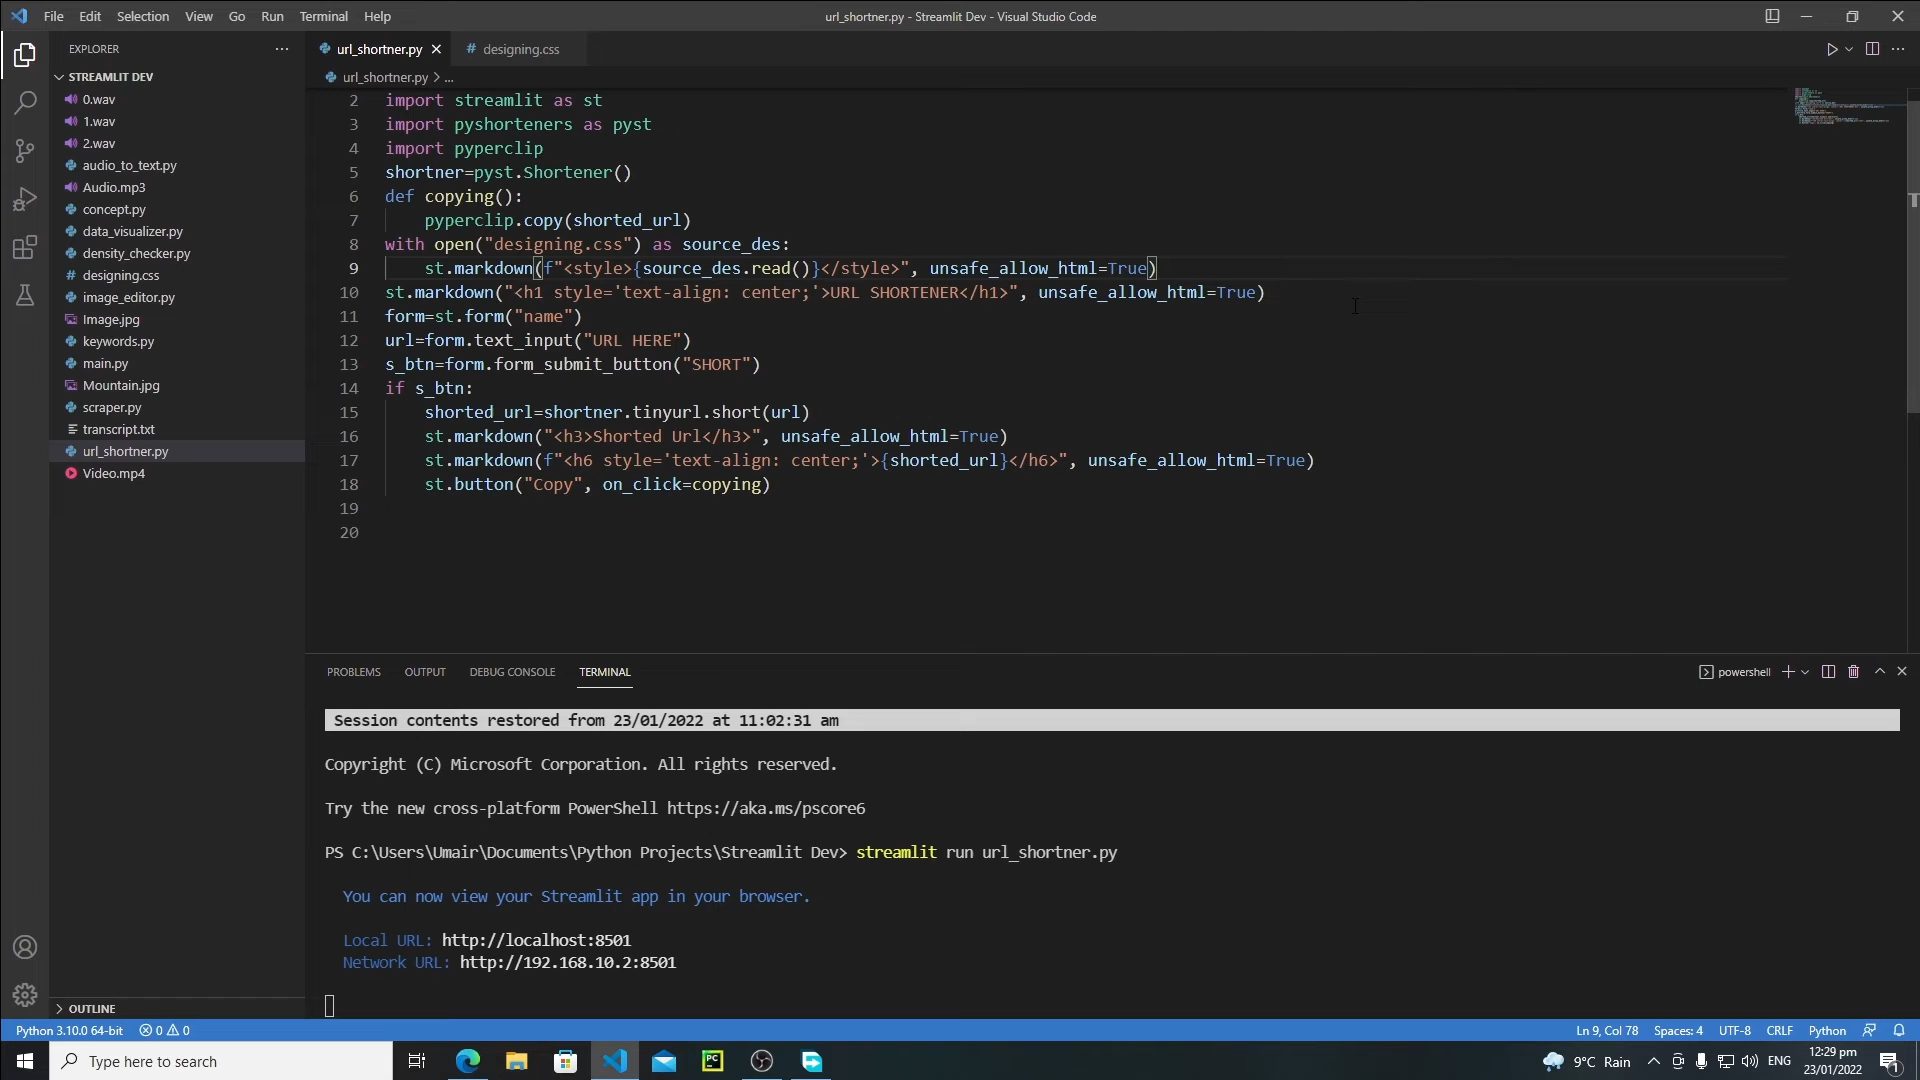 File Edit Selection View Go Run Terminal Help
url_shortner.py - Streamlit Dev - Visual Studio Code
EXPLORER
STREAMLIT DEV
0.wav
1.wav
2.wav
audio_to_text.py
Audio.mp3
concept.py
data_visualizer.py
density_checker.py
designing.css
image_editor.py
Image.jpg
keywords.py
main.py
Mountain.jpg
scraper.py
transcript.txt
url_shortner.py
Video.mp4
OUTLINE
url_shortner.py
# designing.css
url_shortner.py > ...
2 import streamlit as st
3 import pyshorteners as pyst
4 import pyperclip
5 shortner=pyst.Shortener()
6 def copying():
7 pyperclip.copy(shorted_url)
8 with open("designing.css") as source_des:
9 st.markdown(f"<style>{source_des.read()}</style>", unsafe_allow_html=True)
10 st.markdown("<h1 style='text-align: center;'>URL SHORTENER</h1>", unsafe_allow_html=True)
11 form=st.form("name")
12 url=form.text_input("URL HERE")
13 s_btn=form.form_submit_button("SHORT")
14 if s_btn:
15 shorted_url=shortner.tinyurl.short(url)
16 st.markdown("<h3>Shorted Url</h3>", unsafe_allow_html=True)
17 st.markdown(f"<h6 style='text-align: center;'>{shorted_url}</h6>", unsafe_allow_html=True)
18 st.button("Copy", on_click=copying)
19
20
PROBLEMS OUTPUT DEBUG CONSOLE TERMINAL
powershell
Session contents restored from 23/01/2022 at 11:02:31 am
Copyright (C) Microsoft Corporation. All rights reserved.
Try the new cross-platform PowerShell https://aka.ms/pscore6
PS C:\Users\Umair\Documents\Python Projects\Streamlit Dev> streamlit run url_shortner.py
You can now view your Streamlit app in your browser.
Local URL: http://localhost:8501
Network URL: http://192.168.10.2:8501
Python 3.10.0 64-bit 0 0
Ln 9, Col 78 Spaces: 4 UTF-8 CRLF Python
Type here to search
PC
9°C Rain
ENG
12:29 pm
23/01/2022
1